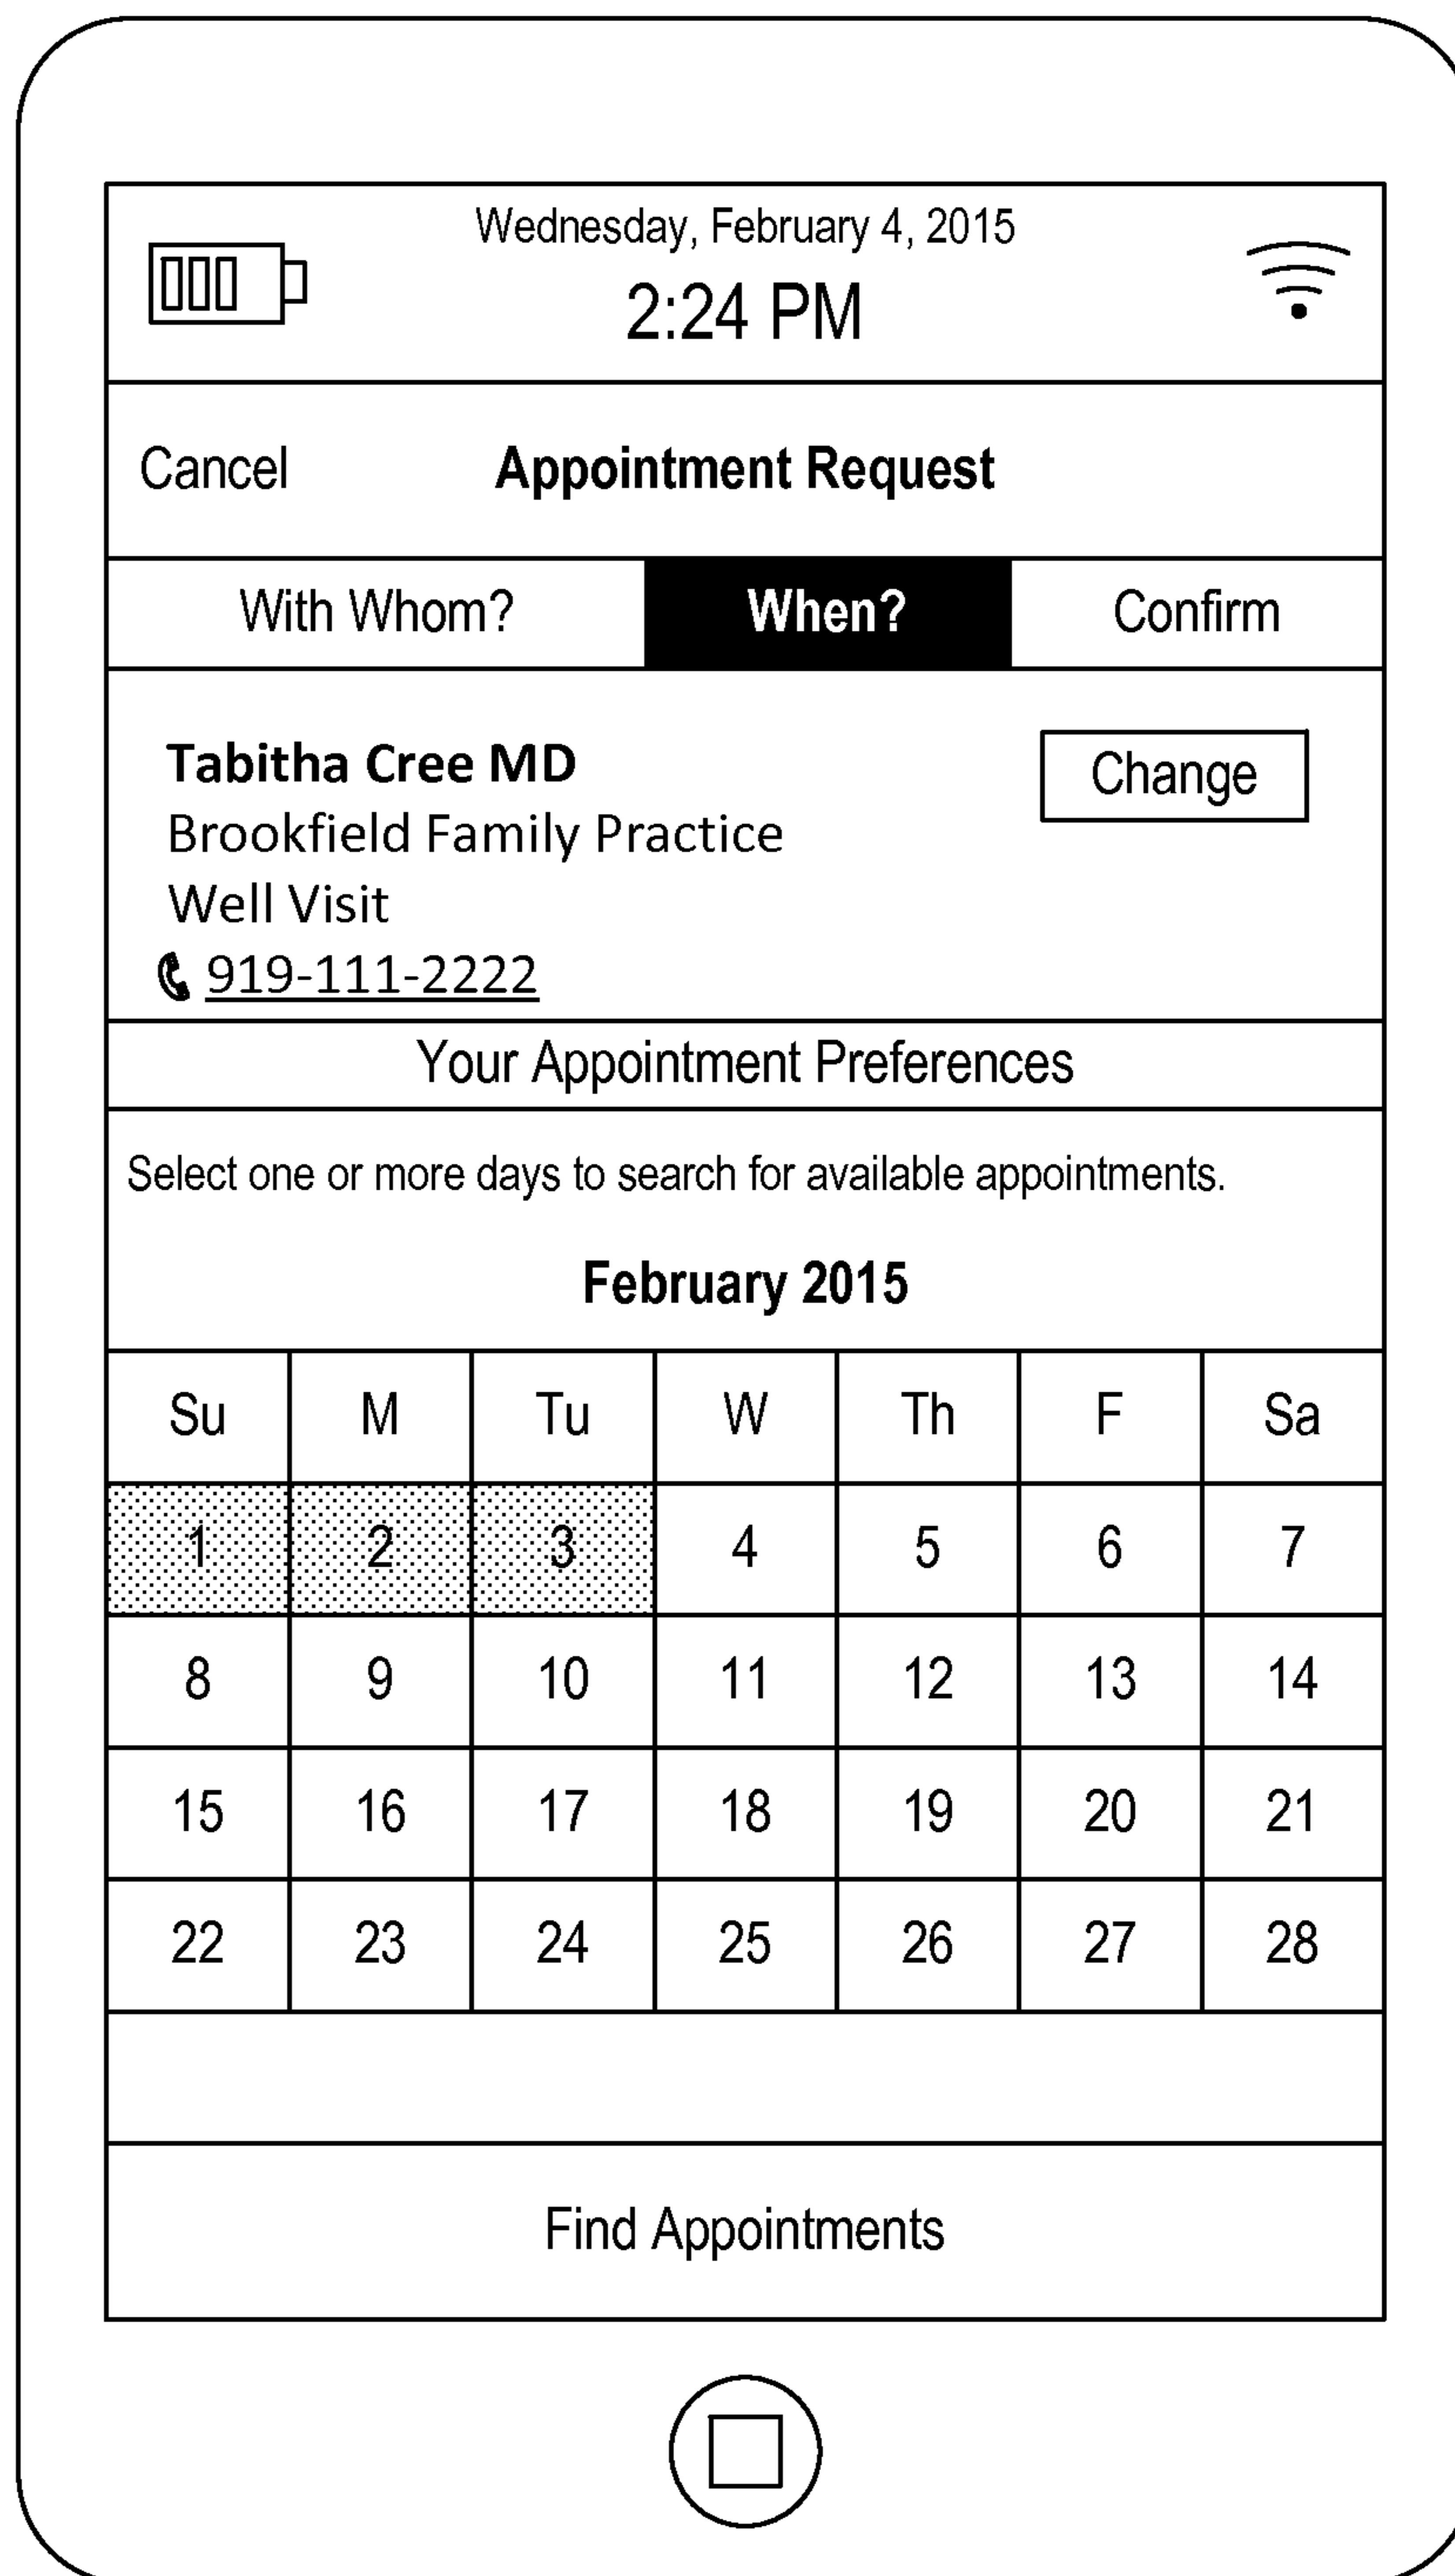 Wednesday, February 4, 2015
2:24 PM
Cancel Appointment Request
With Whom? When? Confirm
Tabitha Cree MD
Change
Brookfield Family Practice
Well Visit
919-111-2222
Your Appointment Preferences
Select one or more days to search for available appointments.
February 2015
Su M Tu W Th F Sa
1 2 3 4 5 6 7
8 9 10 11 12 13 14
15 16 17 18 19 20 21
22 23 24 25 26 27 28
Find Appointments